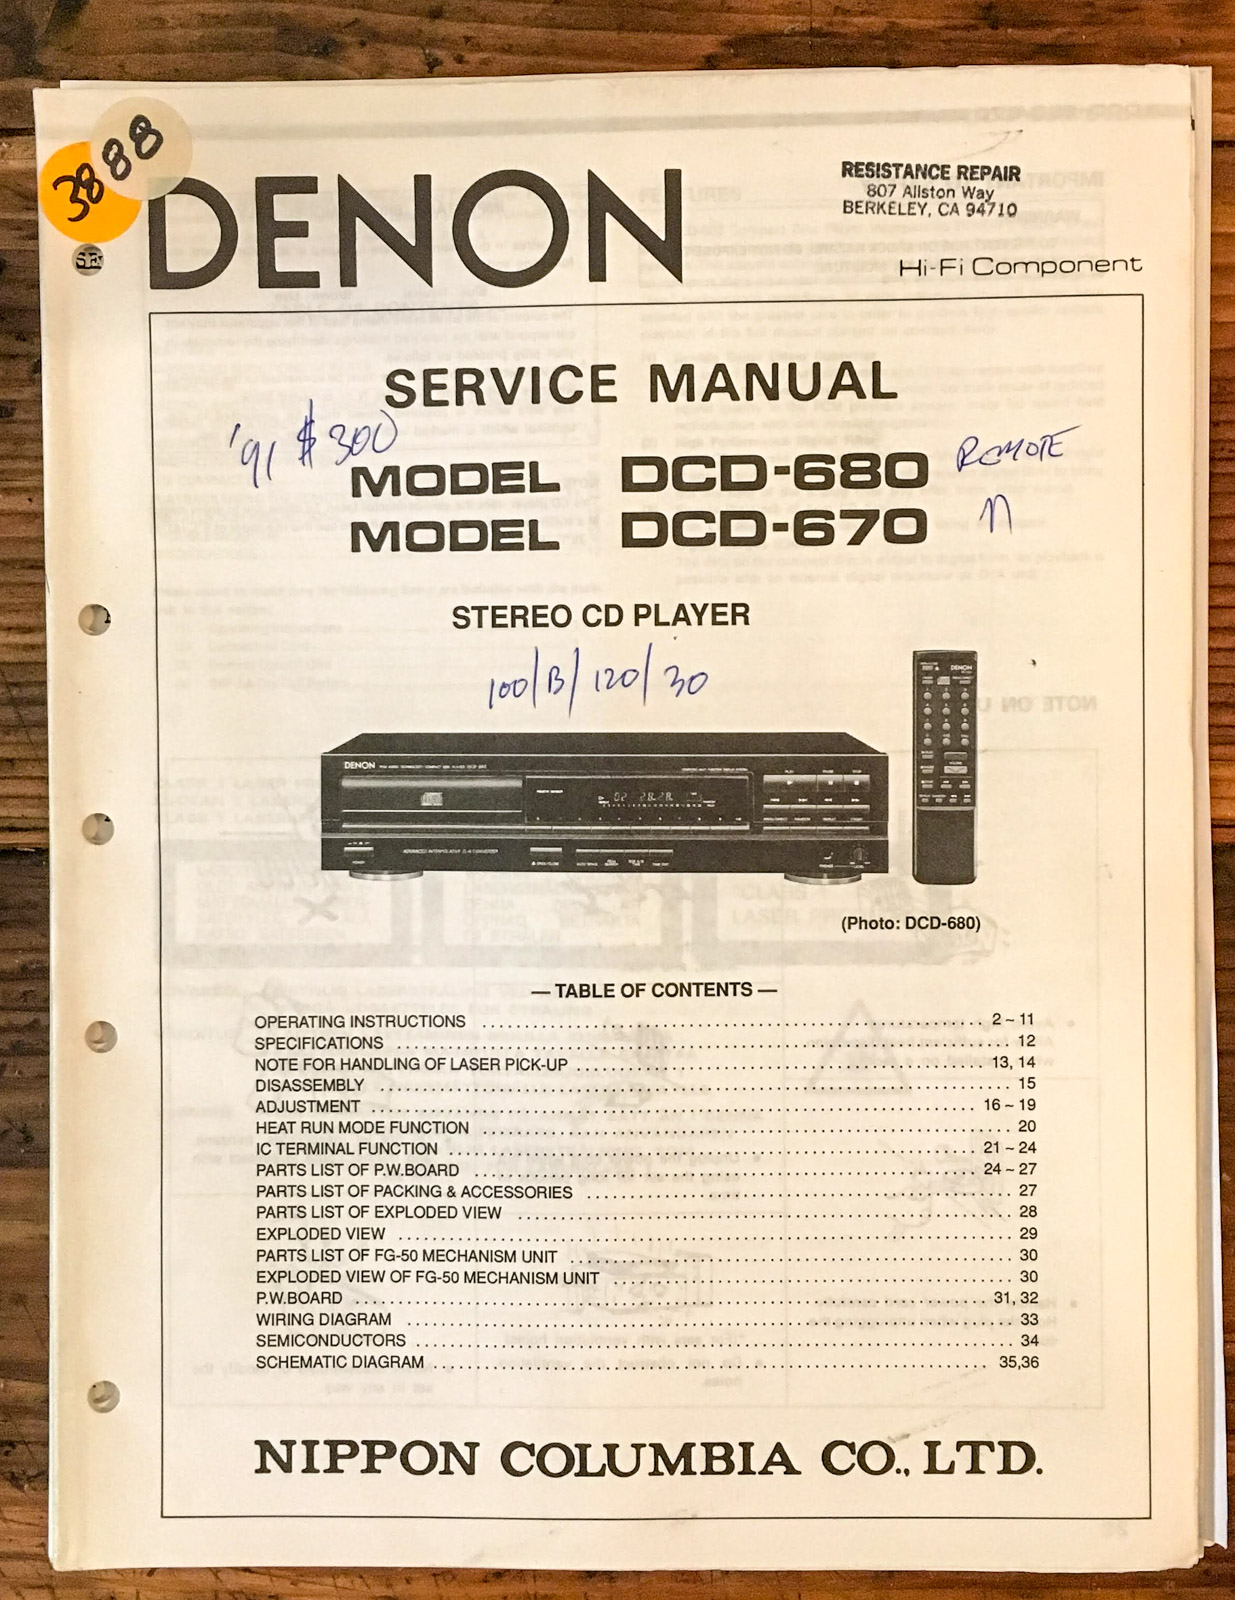 3888
DENON
RESISTANCE REPAIR
807 Allston Way
BERKELEY, CA 94710
Hi-Fi Component
SERVICE MANUAL
'91 $300
MODEL DCD-680 REMOTE
MODEL DCD-670 n
STEREO CD PLAYER
100/B/120/30
DENON
DENON
(Photo: DCD-680)
— TABLE OF CONTENTS —
OPERATING INSTRUCTIONS 2 ~ 11
SPECIFICATIONS 12
NOTE FOR HANDLING OF LASER PICK-UP 13, 14
DISASSEMBLY 15
ADJUSTMENT 16 ~ 19
HEAT RUN MODE FUNCTION 20
IC TERMINAL FUNCTION 21 ~ 24
PARTS LIST OF P.W.BOARD 24 ~ 27
PARTS LIST OF PACKING & ACCESSORIES 27
PARTS LIST OF EXPLODED VIEW 28
EXPLODED VIEW 29
PARTS LIST OF FG-50 MECHANISM UNIT 30
EXPLODED VIEW OF FG-50 MECHANISM UNIT 30
P.W.BOARD 31, 32
WIRING DIAGRAM 33
SEMICONDUCTORS 34
SCHEMATIC DIAGRAM 35,36
NIPPON COLUMBIA CO., LTD.